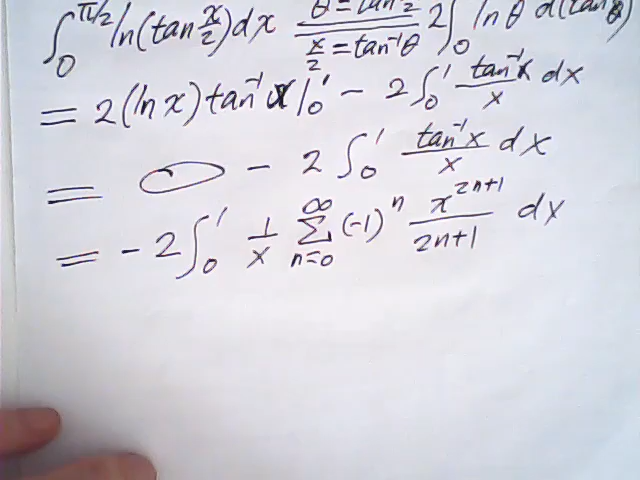 ∫₀^{π/2} ln(tan x/2)dx  θ=tan x/2 / x/2=tan⁻¹θ  2∫₀¹ ln θ d(tan⁻¹θ)
= 2(ln x)tan⁻¹x|₀¹ − 2∫₀¹ tan⁻¹x/x dx
= 0 − 2∫₀¹ tan⁻¹x/x dx
= −2∫₀¹ 1/x ∑_{n=0}^{∞} (−1)ⁿ x^{2n+1}/(2n+1) dx